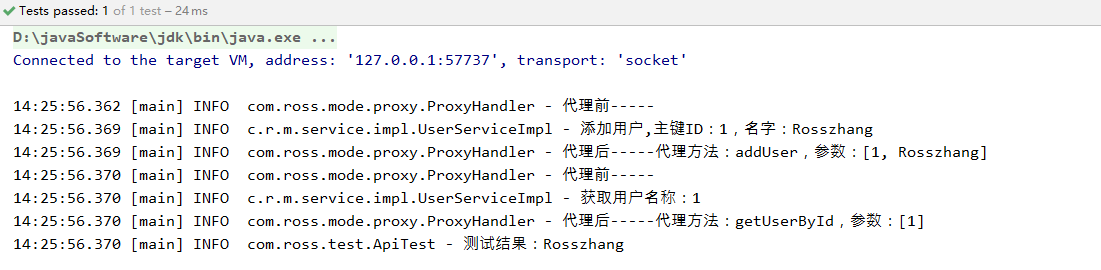 Tests passed: 1 of 1 test – 24 ms
D:\javaSoftware\jdk\bin\java.exe ...
Connected to the target VM, address: '127.0.0.1:57737', transport: 'socket'
14:25:56.362 [main] INFO  com.ross.mode.proxy.ProxyHandler - 代理前-----
14:25:56.369 [main] INFO  c.r.m.service.impl.UserServiceImpl - 添加用户,主键ID：1，名字：Rosszhang
14:25:56.369 [main] INFO  com.ross.mode.proxy.ProxyHandler - 代理后-----代理方法：addUser，参数：[1, Rosszhang]
14:25:56.370 [main] INFO  com.ross.mode.proxy.ProxyHandler - 代理前-----
14:25:56.370 [main] INFO  c.r.m.service.impl.UserServiceImpl - 获取用户名称：1
14:25:56.370 [main] INFO  com.ross.mode.proxy.ProxyHandler - 代理后-----代理方法：getUserById，参数：[1]
14:25:56.370 [main] INFO  com.ross.test.ApiTest - 测试结果：Rosszhang